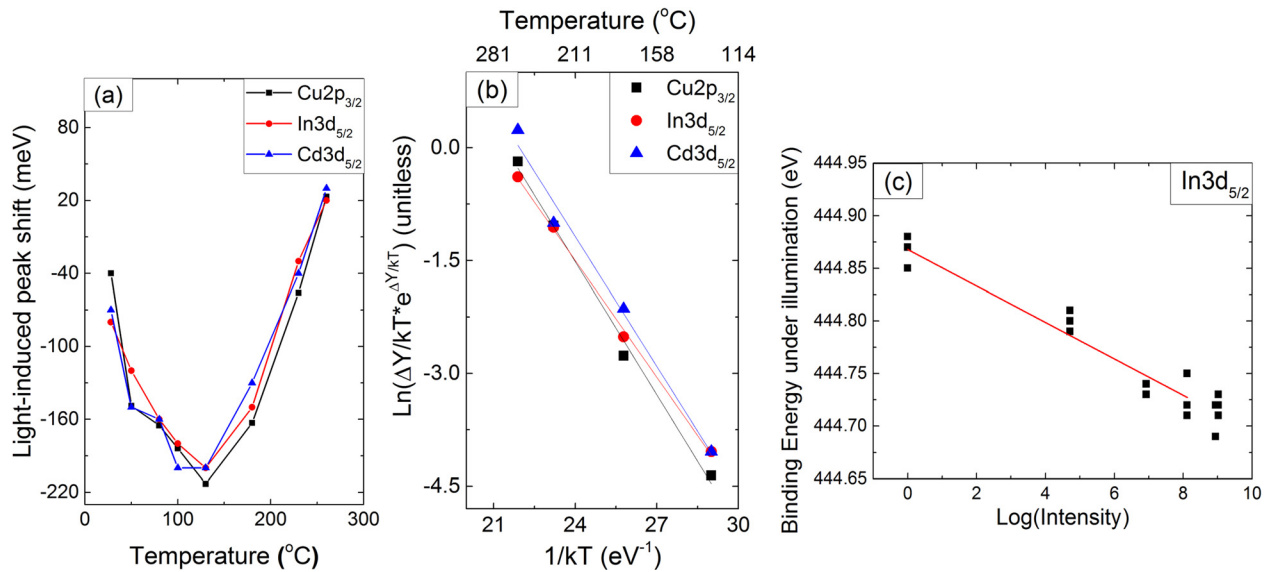 (a)
Cu2p3/2
In3d5/2
Cd3d5/2
80
20
-40
-100
-160
-220
Light-induced peak shift (meV)
0
100
200
300
Temperature (°C)
Temperature (°C)
281
211
158
114
(b)
Cu2p3/2
In3d5/2
Cd3d5/2
0.0
-1.5
-3.0
-4.5
Ln(ΔY/kT*e^ΔY/kT) (unitless)
21
24
27
30
1/kT (eV-1)
(c)
In3d5/2
444.95
444.90
444.85
444.80
444.75
444.70
444.65
Binding Energy under illumination (eV)
0
2
4
6
8
10
Log(Intensity)